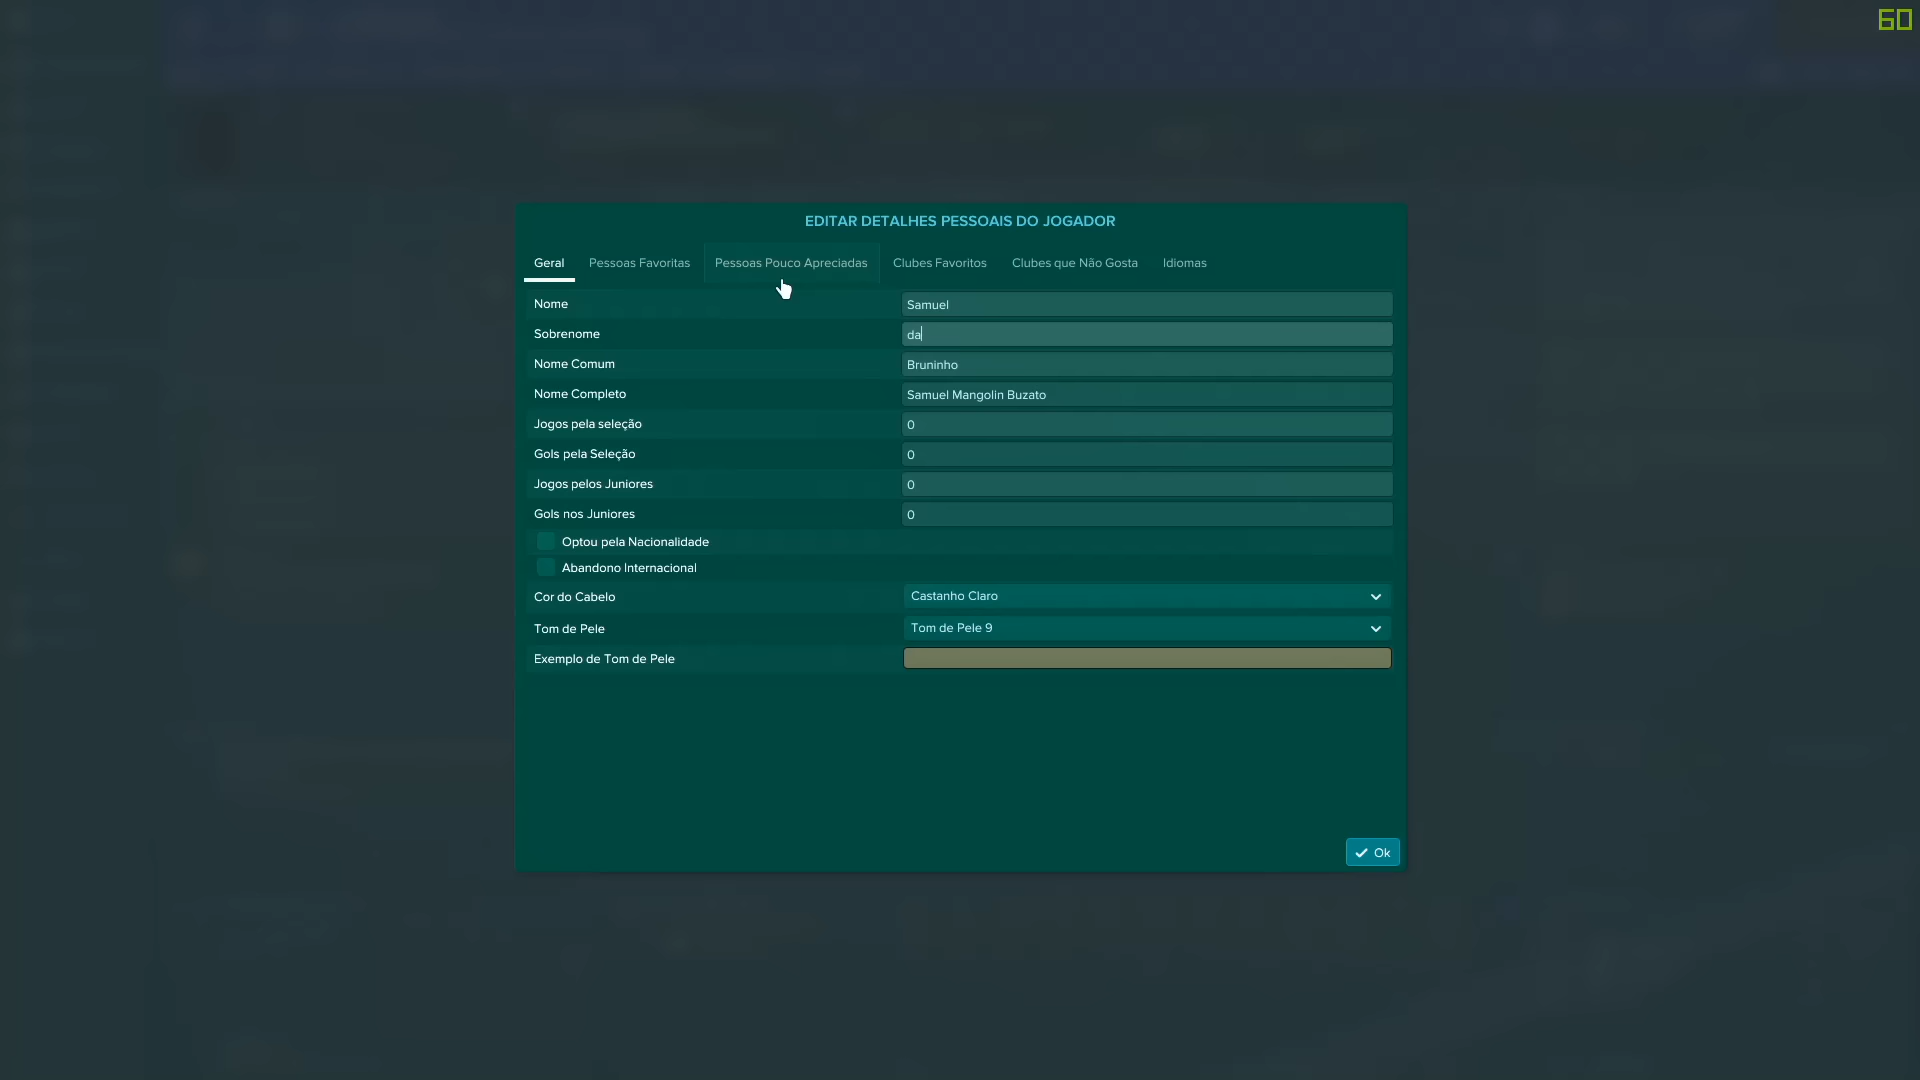 60
EDITAR DETALHES PESSOAIS DO JOGADOR
Geral Pessoas Favoritas Pessoas Pouco Apreciadas Clubes Favoritos Clubes que Não Gosta Idiomas
Nome Samuel
Sobrenome da
Nome Comum Bruninho
Nome Completo Samuel Mangolin Buzato
Jogos pela seleção 0
Gols pela Seleção 0
Jogos pelos Juniores 0
Gols nos Juniores 0
Optou pela Nacionalidade
Abandono Internacional
Cor do Cabelo Castanho Claro
Tom de Pele Tom de Pele 9
Exemplo de Tom de Pele
Ok